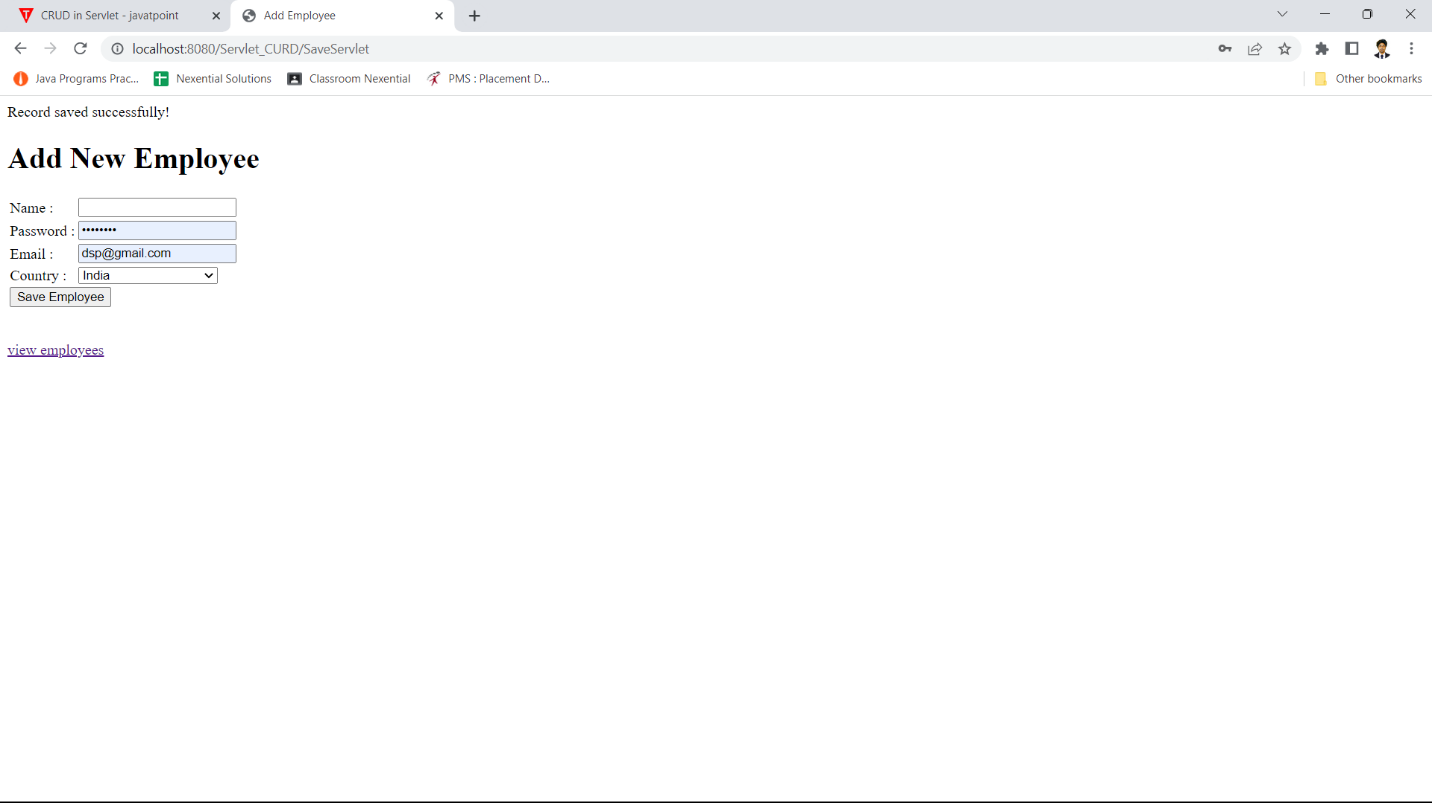 CRUD in Servlet - javatpoint
Add Employee
localhost:8080/Servlet_CURD/SaveServlet
Java Programs Prac... Nexential Solutions Classroom Nexential PMS : Placement D... Other bookmarks
Record saved successfully!
Add New Employee
Name :
Password : ••••••••
Email : dsp@gmail.com
Country : India
Save Employee
view employees